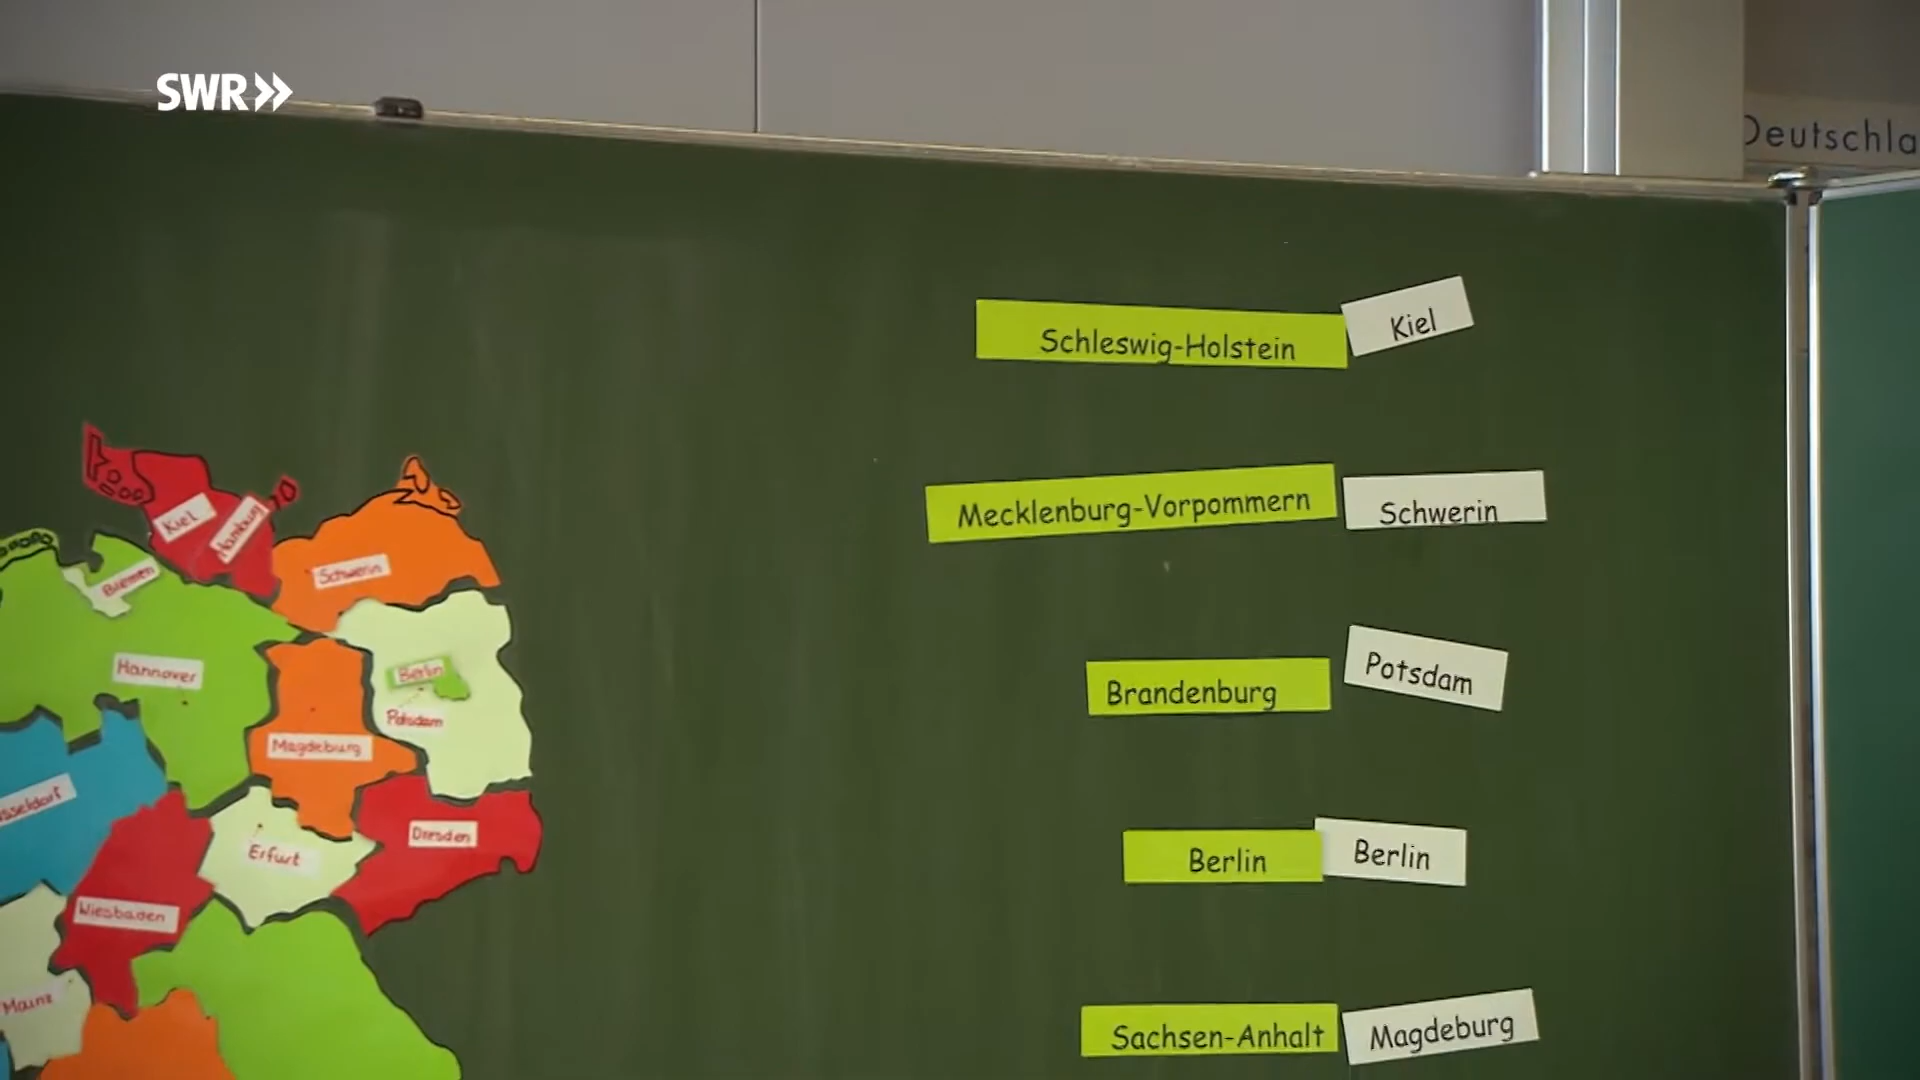 SWR
Deutschla
Schleswig-Holstein Kiel
Mecklenburg-Vorpommern Schwerin
Brandenburg Potsdam
Berlin Berlin
Sachsen-Anhalt Magdeburg
Kiel
Hamburg
Schwerin
Bremen
Hannover
Berlin
Potsdam
Magdeburg
sseldorf
Dresden
Erfurt
Wiesbaden
Mainz